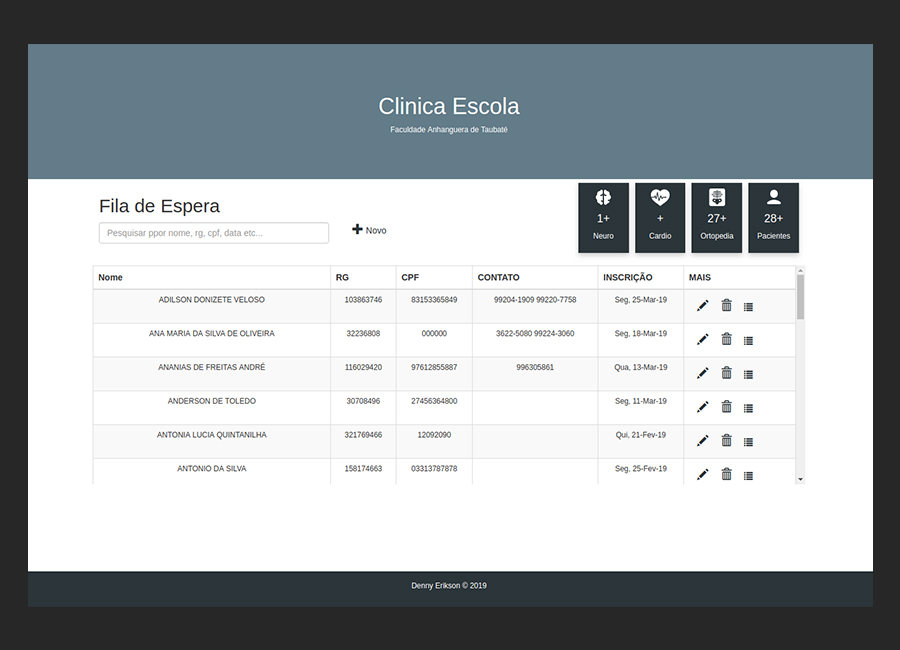 Clinica Escola
Faculdade Anhanguera de Taubaté
Fila de Espera
Pesquisar ppor nome, rg, cpf, data etc...
Novo
1+
Neuro
+
Cardio
27+
Ortopedia
28+
Pacientes
Nome RG CPF CONTATO INSCRIÇÃO MAIS
ADILSON DONIZETE VELOSO 103863746 83153365849 99204-1909 99220-7758 Seg, 25-Mar-19
ANA MARIA DA SILVA DE OLIVEIRA 32236808 000000 3622-5080 99224-3060 Seg, 18-Mar-19
ANANIAS DE FREITAS ANDRÉ 116029420 97612855887 996305861 Qua, 13-Mar-19
ANDERSON DE TOLEDO 30708496 27456364800 Seg, 11-Mar-19
ANTONIA LUCIA QUINTANILHA 321769466 12092090 Qui, 21-Fev-19
ANTONIO DA SILVA 158174663 03313787878 Seg, 25-Fev-19
Denny Erikson © 2019